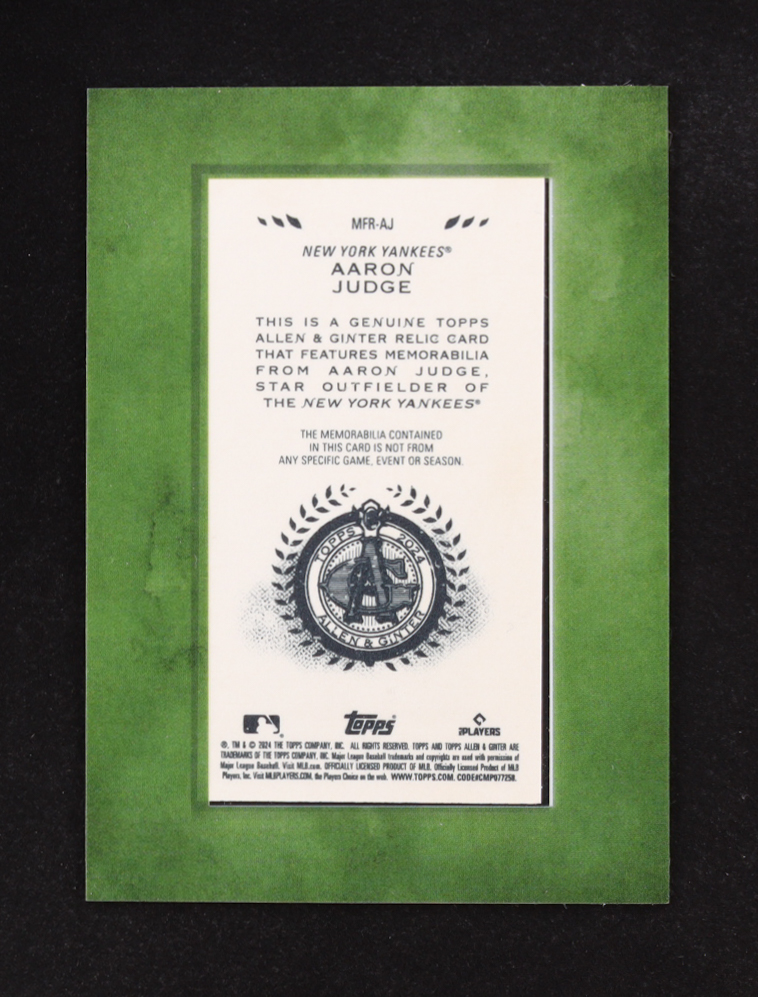 MFR-AJ
NEW YORK YANKEES®
AARON
JUDGE
THIS IS A GENUINE TOPPS
ALLEN & GINTER RELIC CARD
THAT FEATURES MEMORABILIA
FROM AARON JUDGE,
STAR OUTFIELDER OF
THE NEW YORK YANKEES®
THE MEMORABILIA CONTAINED
IN THIS CARD IS NOT FROM
ANY SPECIFIC GAME, EVENT OR SEASON.
TOPPS 2024
AG
ALLEN & GINTER
Topps®
PLAYERS
®, TM & © 2024 THE TOPPS COMPANY, INC. ALL RIGHTS RESERVED. TOPPS AND TOPPS ALLEN & GINTER ARE
TRADEMARKS OF THE TOPPS COMPANY, INC. Major League Baseball trademarks and copyrights are used with permission of
Major League Baseball. Visit MLB.com. OFFICIALLY LICENSED PRODUCT OF MLB. Officially Licensed Product of MLB
Players, Inc. Visit MLBPLAYERS.COM, the Players Choice on the web. WWW.TOPPS.COM. CODE#CMP077258.